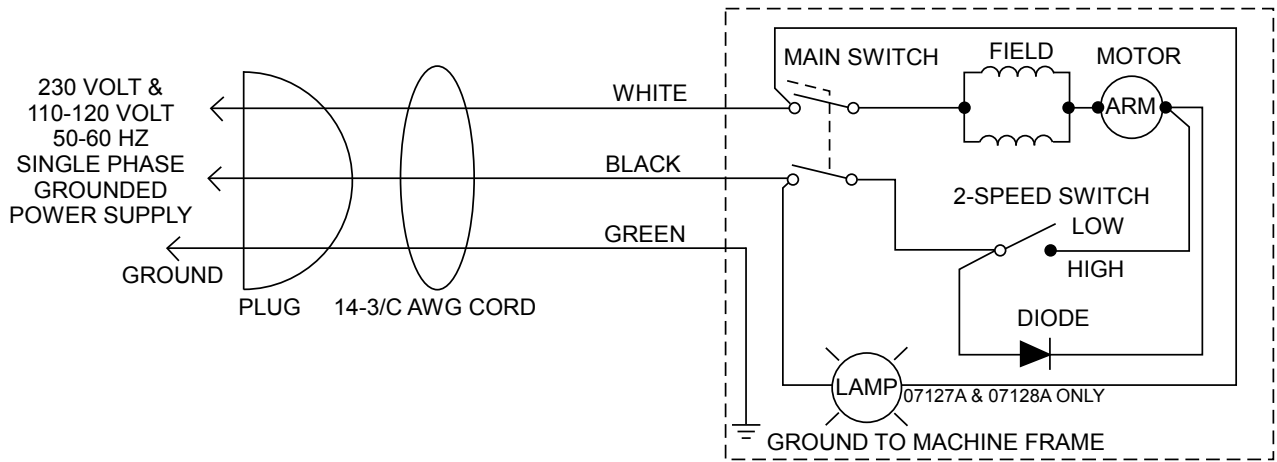 230 VOLT &
110-120 VOLT
50-60 HZ
SINGLE PHASE
GROUNDED
POWER SUPPLY
GROUND
PLUG
14-3/C AWG CORD
WHITE
BLACK
GREEN
MAIN SWITCH
FIELD
MOTOR
ARM
2-SPEED SWITCH
LOW
HIGH
DIODE
LAMP
07127A & 07128A ONLY
GROUND TO MACHINE FRAME